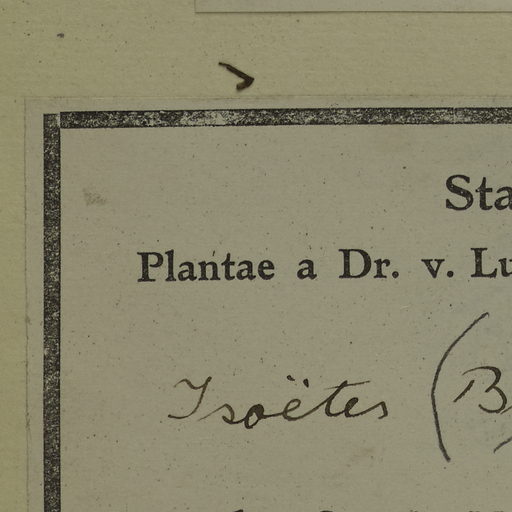 Sta
Plantae a Dr. v. Lu
Isoëtes (B